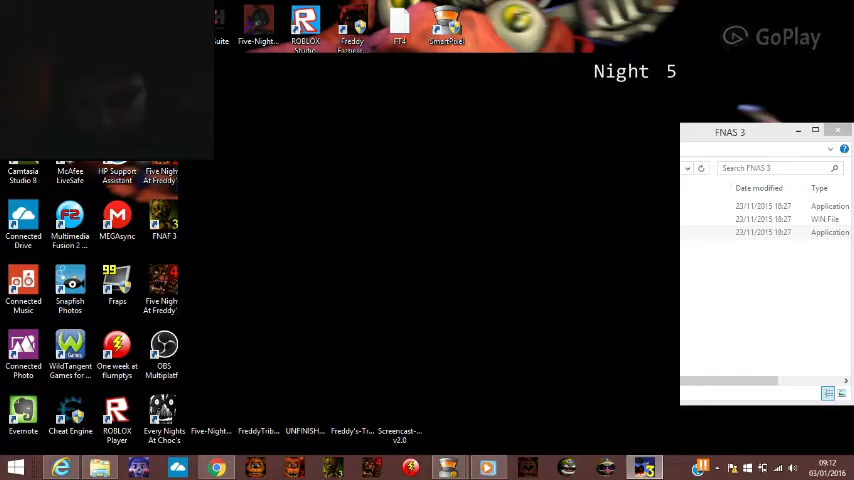 Suite Five-Night... ROBLOX Studio Freddy Fazbear... FT4 SmartPixel
GoPlay
Night 5
FNAS 3
Search FNAS 3
Date modified Type
23/11/2015 18:27 Application
23/11/2015 18:27 WIN File
23/11/2015 18:27 Application
Camtasia Studio 8 McAfee LiveSafe HP Support Assistant Five Night At Freddy'
Connected Drive Multimedia Fusion 2 ... MEGAsync FNAF 3
99
Connected Music Snapfish Photos Fraps Five Night At Freddy'
Connected Photo WildTangent Games for ... One week at flumptys OBS Multiplatf
Evernote Cheat Engine ROBLOX Player Every Nights At Choc's Five-Night... FreddyTrib... UNFINISH... Freddy's-Tr... Screencast-... v2.0
09:12
03/01/2016